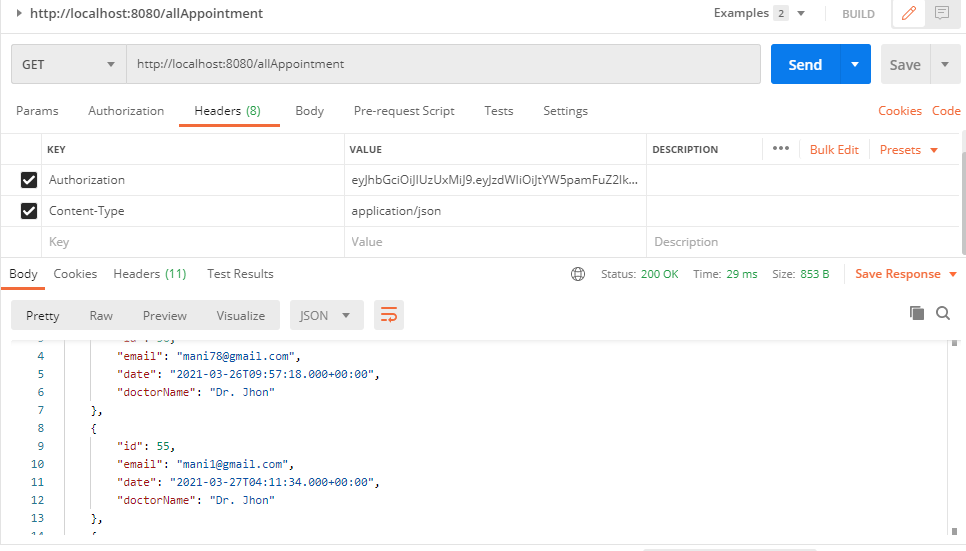 http://localhost:8080/allAppointment
Examples 2
BUILD
GET
http://localhost:8080/allAppointment
Send
Save
Params Authorization Headers (8) Body Pre-request Script Tests Settings Cookies Code
KEY VALUE DESCRIPTION ••• Bulk Edit Presets
Authorization eyJhbGciOiJIUzUxMiJ9.eyJzdWIiOiJtYW5pamFuZ2lk...
Content-Type application/json
Key Value Description
Body Cookies Headers (11) Test Results Status: 200 OK Time: 29 ms Size: 853 B Save Response
Pretty Raw Preview Visualize JSON
4 "email": "mani78@gmail.com",
5 "date": "2021-03-26T09:57:18.000+00:00",
6 "doctorName": "Dr. Jhon"
7 },
8 {
9 "id": 55,
10 "email": "mani1@gmail.com",
11 "date": "2021-03-27T04:11:34.000+00:00",
12 "doctorName": "Dr. Jhon"
13 },